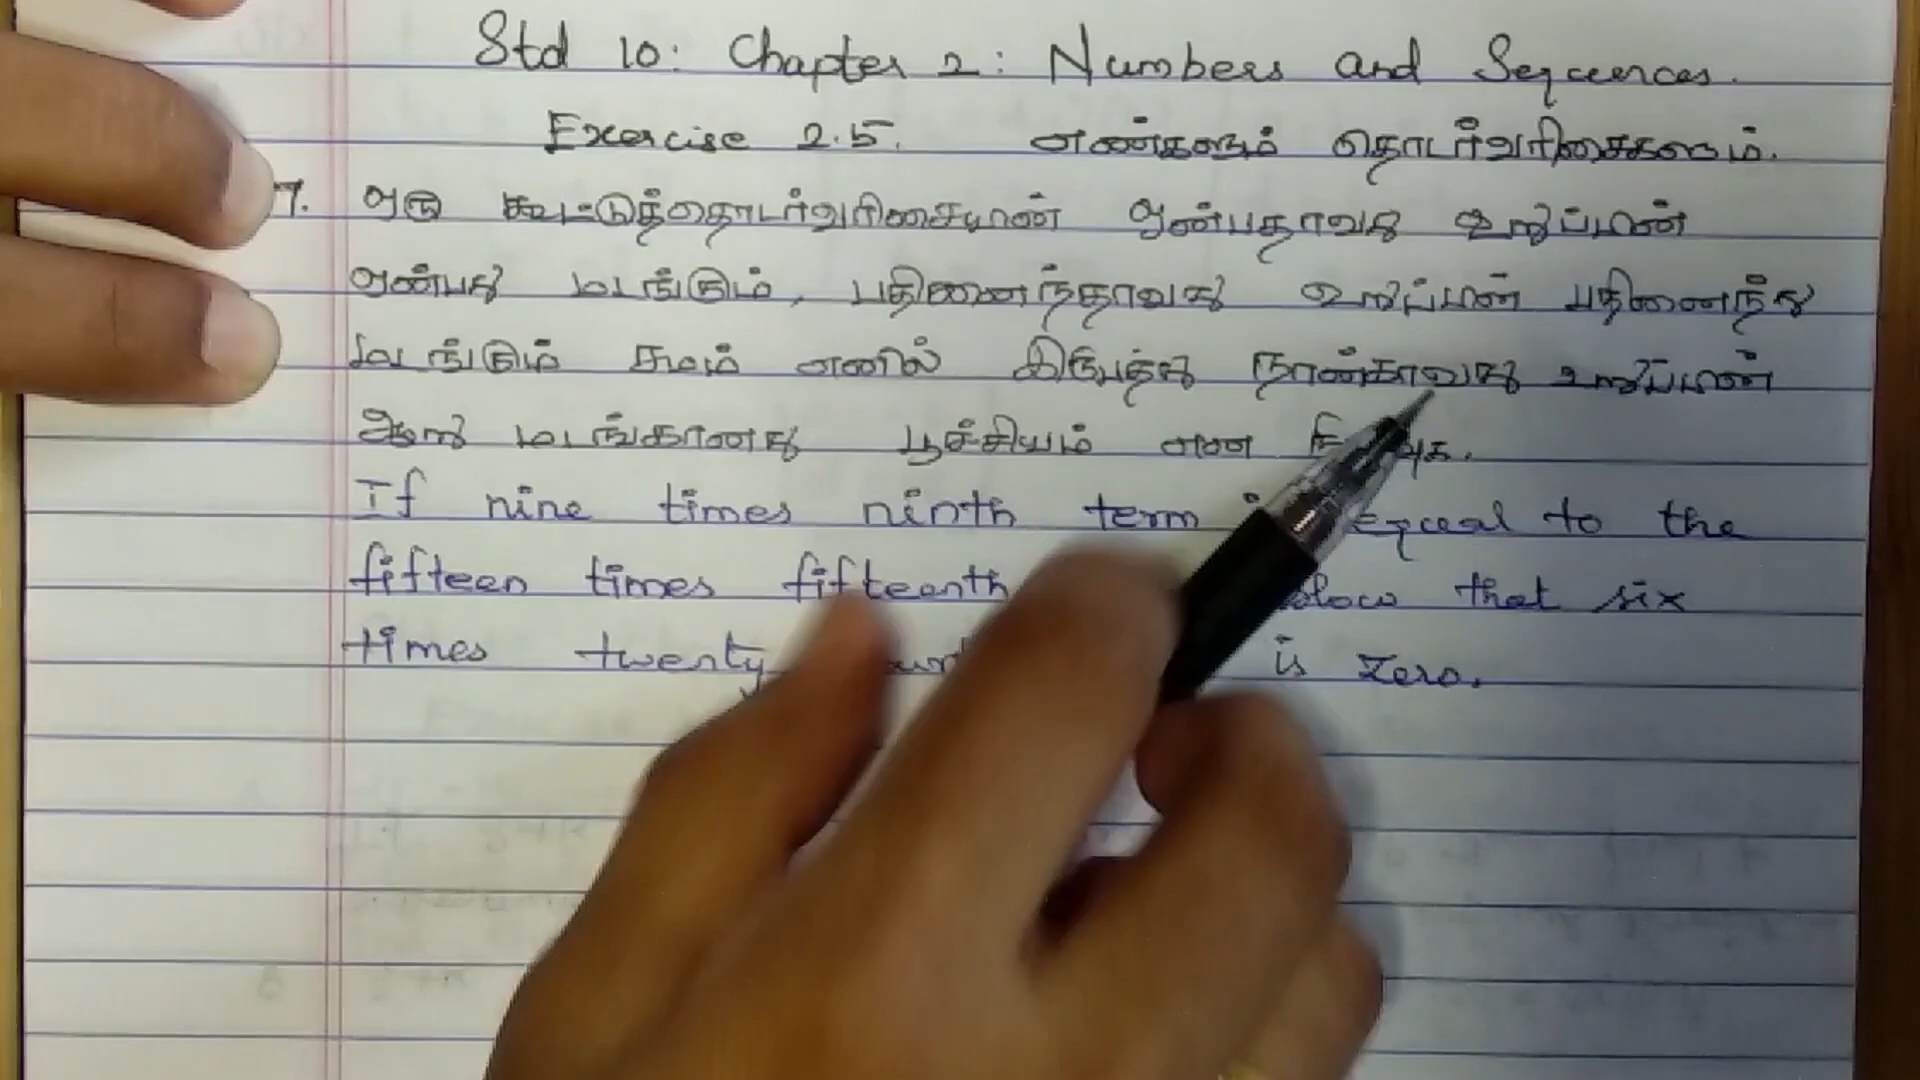 Std 10: Chapter 2: Numbers and Sequences.
Exercise 2.5. எண்களும் தொடர்வரிசைகளும்.
7. ஒரு கூட்டுத்தொடர்வரிசையின் ஒன்பதாவது உறுப்பின்
ஒன்பது மடங்கும், பதினைந்தாவது உறுப்பின் பதினைந்து
மடங்கும் சமம் எனில் இருபத்து நான்காவது உறுப்பின்
ஆறு மடங்கானது பூச்சியம் என
If nine times ninth term equal to the
fifteen times fifteenth that six
times twenty is zero.